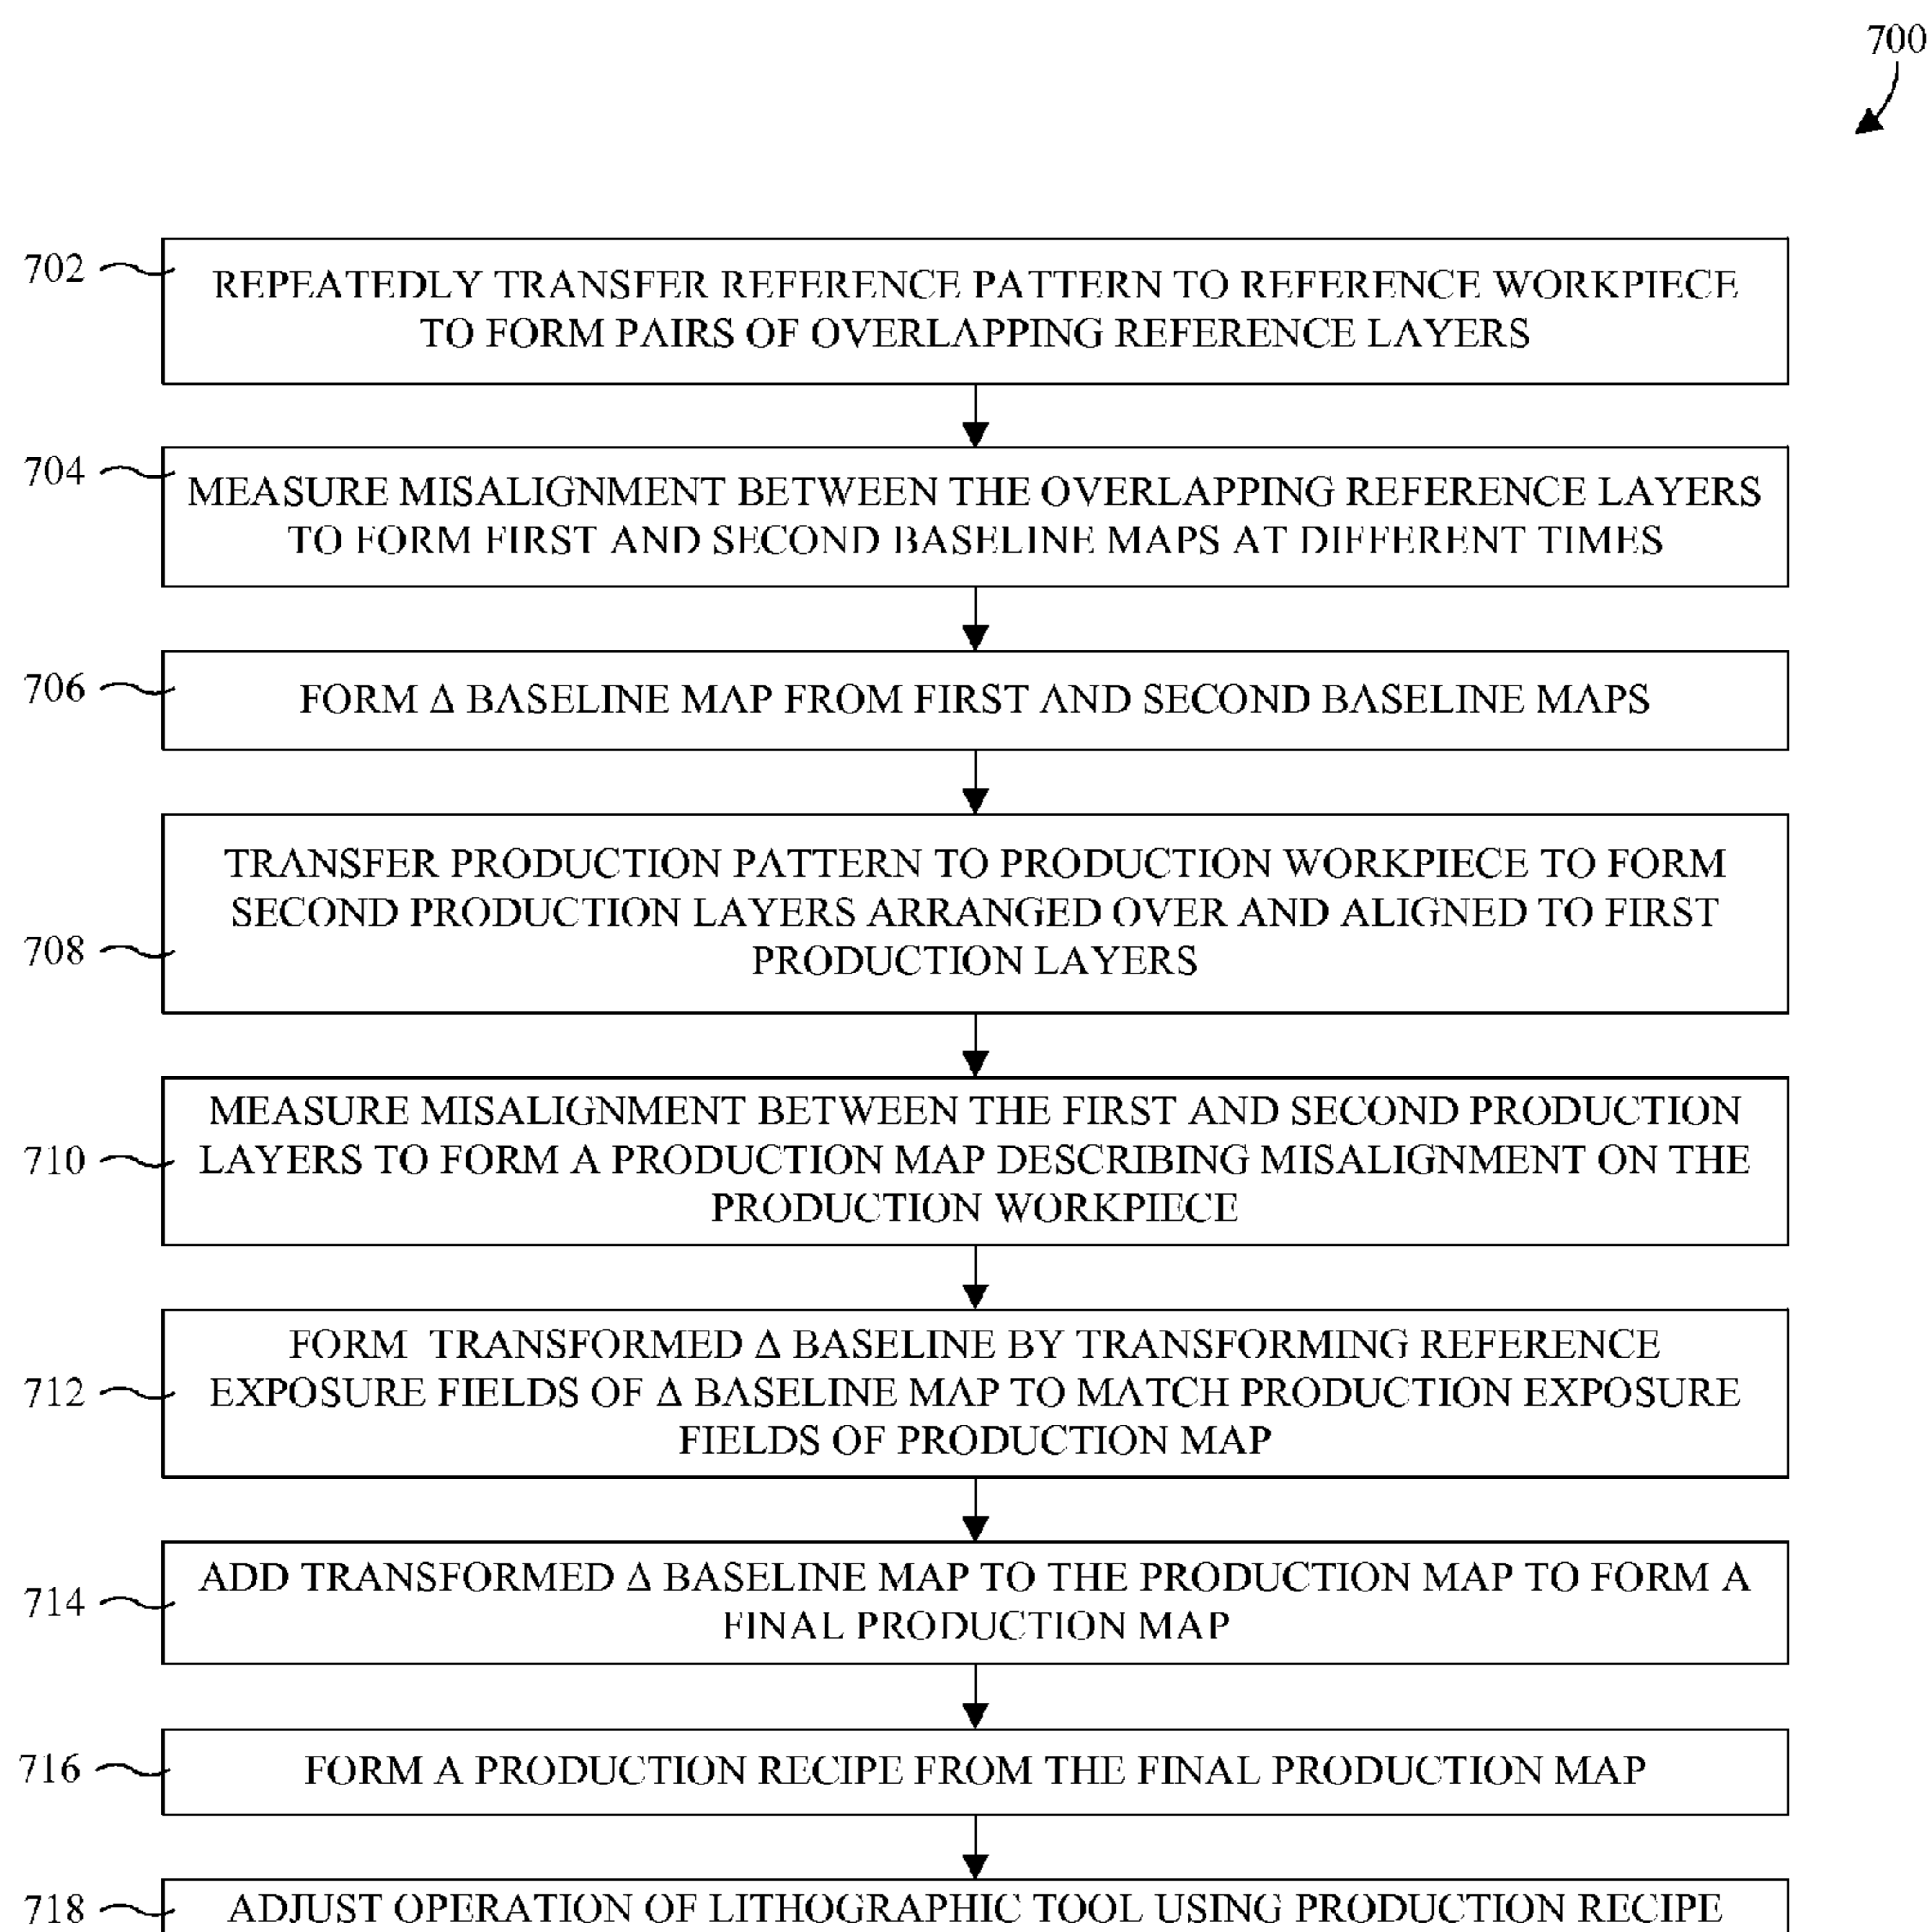 700
702
REPEATEDLY TRANSFER REFERENCE PATTERN TO REFERENCE WORKPIECE
TO FORM PAIRS OF OVERLAPPING REFERENCE LAYERS
704
MEASURE MISALIGNMENT BETWEEN THE OVERLAPPING REFERENCE LAYERS
TO FORM FIRST AND SECOND BASELINE MAPS AT DIFFERENT TIMES
706
FORM Δ BASELINE MAP FROM FIRST AND SECOND BASELINE MAPS
708
TRANSFER PRODUCTION PATTERN TO PRODUCTION WORKPIECE TO FORM
SECOND PRODUCTION LAYERS ARRANGED OVER AND ALIGNED TO FIRST
PRODUCTION LAYERS
710
MEASURE MISALIGNMENT BETWEEN THE FIRST AND SECOND PRODUCTION
LAYERS TO FORM A PRODUCTION MAP DESCRIBING MISALIGNMENT ON THE
PRODUCTION WORKPIECE
712
FORM TRANSFORMED Δ BASELINE BY TRANSFORMING REFERENCE
EXPOSURE FIELDS OF Δ BASELINE MAP TO MATCH PRODUCTION EXPOSURE
FIELDS OF PRODUCTION MAP
714
ADD TRANSFORMED Δ BASELINE MAP TO THE PRODUCTION MAP TO FORM A
FINAL PRODUCTION MAP
716
FORM A PRODUCTION RECIPE FROM THE FINAL PRODUCTION MAP
718
ADJUST OPERATION OF LITHOGRAPHIC TOOL USING PRODUCTION RECIPE